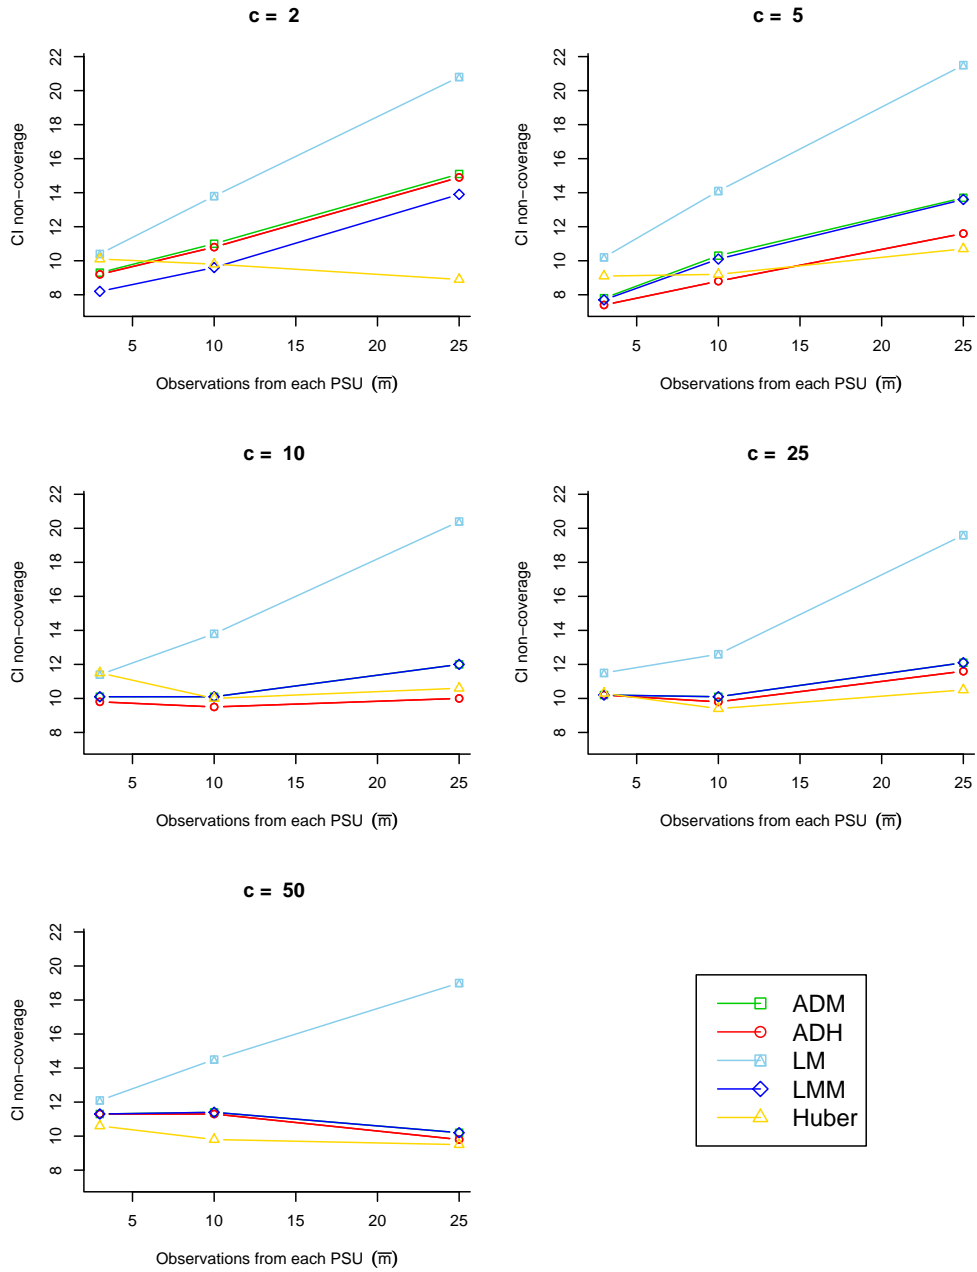 c = 2
CI non−coverage
22
20
18
16
14
12
10
8
5 10 15 20 25
Observations from each PSU (m̅)
c = 5
CI non−coverage
22
20
18
16
14
12
10
8
5 10 15 20 25
Observations from each PSU (m̅)
c = 10
CI non−coverage
22
20
18
16
14
12
10
8
5 10 15 20 25
Observations from each PSU (m̅)
c = 25
CI non−coverage
22
20
18
16
14
12
10
8
5 10 15 20 25
Observations from each PSU (m̅)
c = 50
CI non−coverage
22
20
18
16
14
12
10
8
5 10 15 20 25
Observations from each PSU (m̅)
ADM
ADH
LM
LMM
Huber